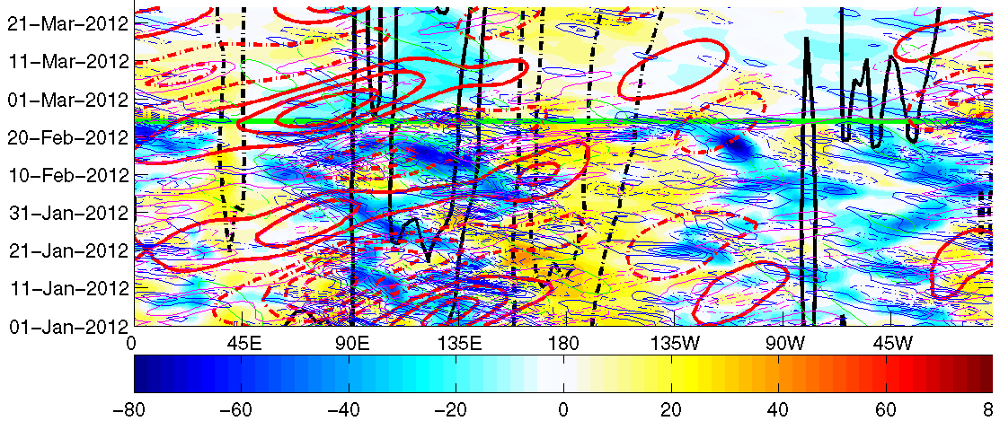 21−Mar−2012
11−Mar−2012
01−Mar−2012
20−Feb−2012
10−Feb−2012
31−Jan−2012
21−Jan−2012
11−Jan−2012
01−Jan−2012
0 45E 90E 135E 180 135W 90W 45W
−80 −60 −40 −20 0 20 40 60 8